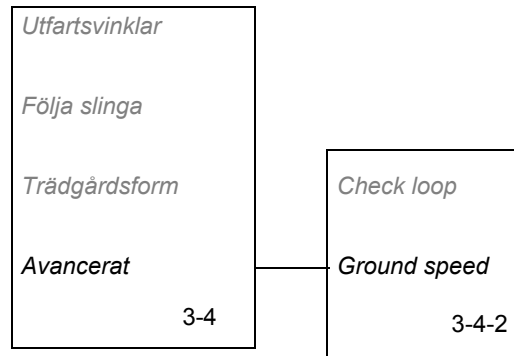 Utfartsvinklar
Följa slinga
Trädgårdsform
Avancerat
3-4
Check loop
Ground speed
3-4-2